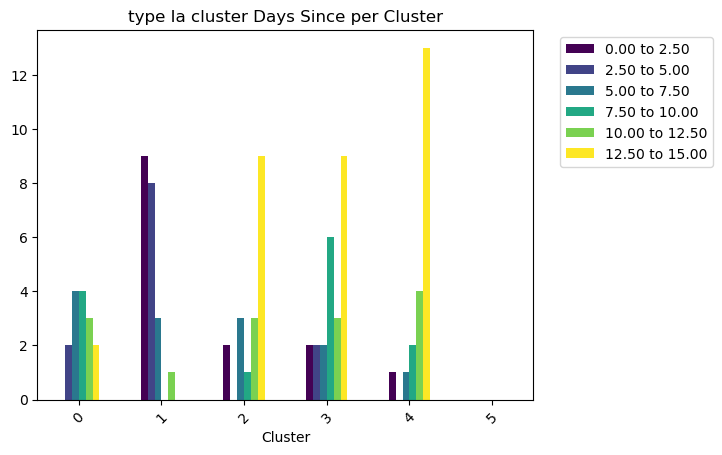 type Ia cluster Days Since per Cluster
0.00 to 2.50
2.50 to 5.00
5.00 to 7.50
7.50 to 10.00
10.00 to 12.50
12.50 to 15.00
12
10
8
6
4
2
0
0 1 2 3 4 5
Cluster